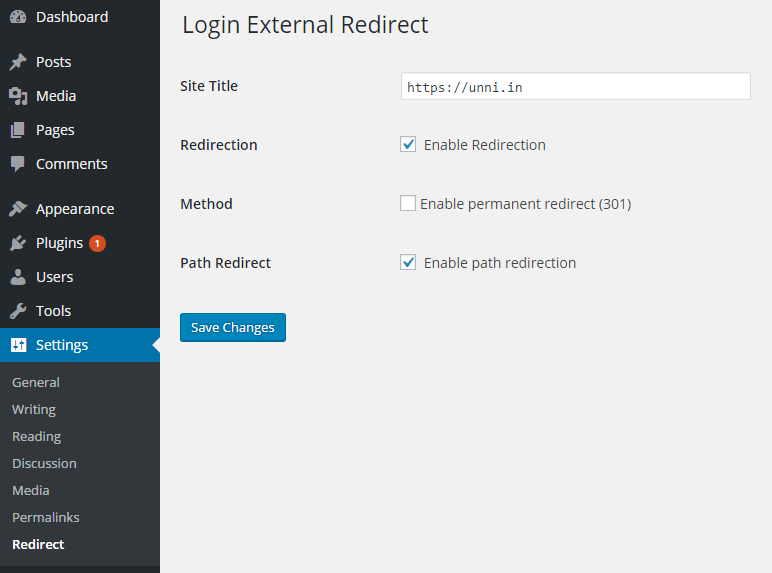 Dashboard
Posts
Media
Pages
Comments
Appearance
Plugins 1
Users
Tools
Settings
General
Writing
Reading
Discussion
Media
Permalinks
Redirect
Login External Redirect
Site Title https://unni.in
Redirection Enable Redirection
Method Enable permanent redirect (301)
Path Redirect Enable path redirection
Save Changes